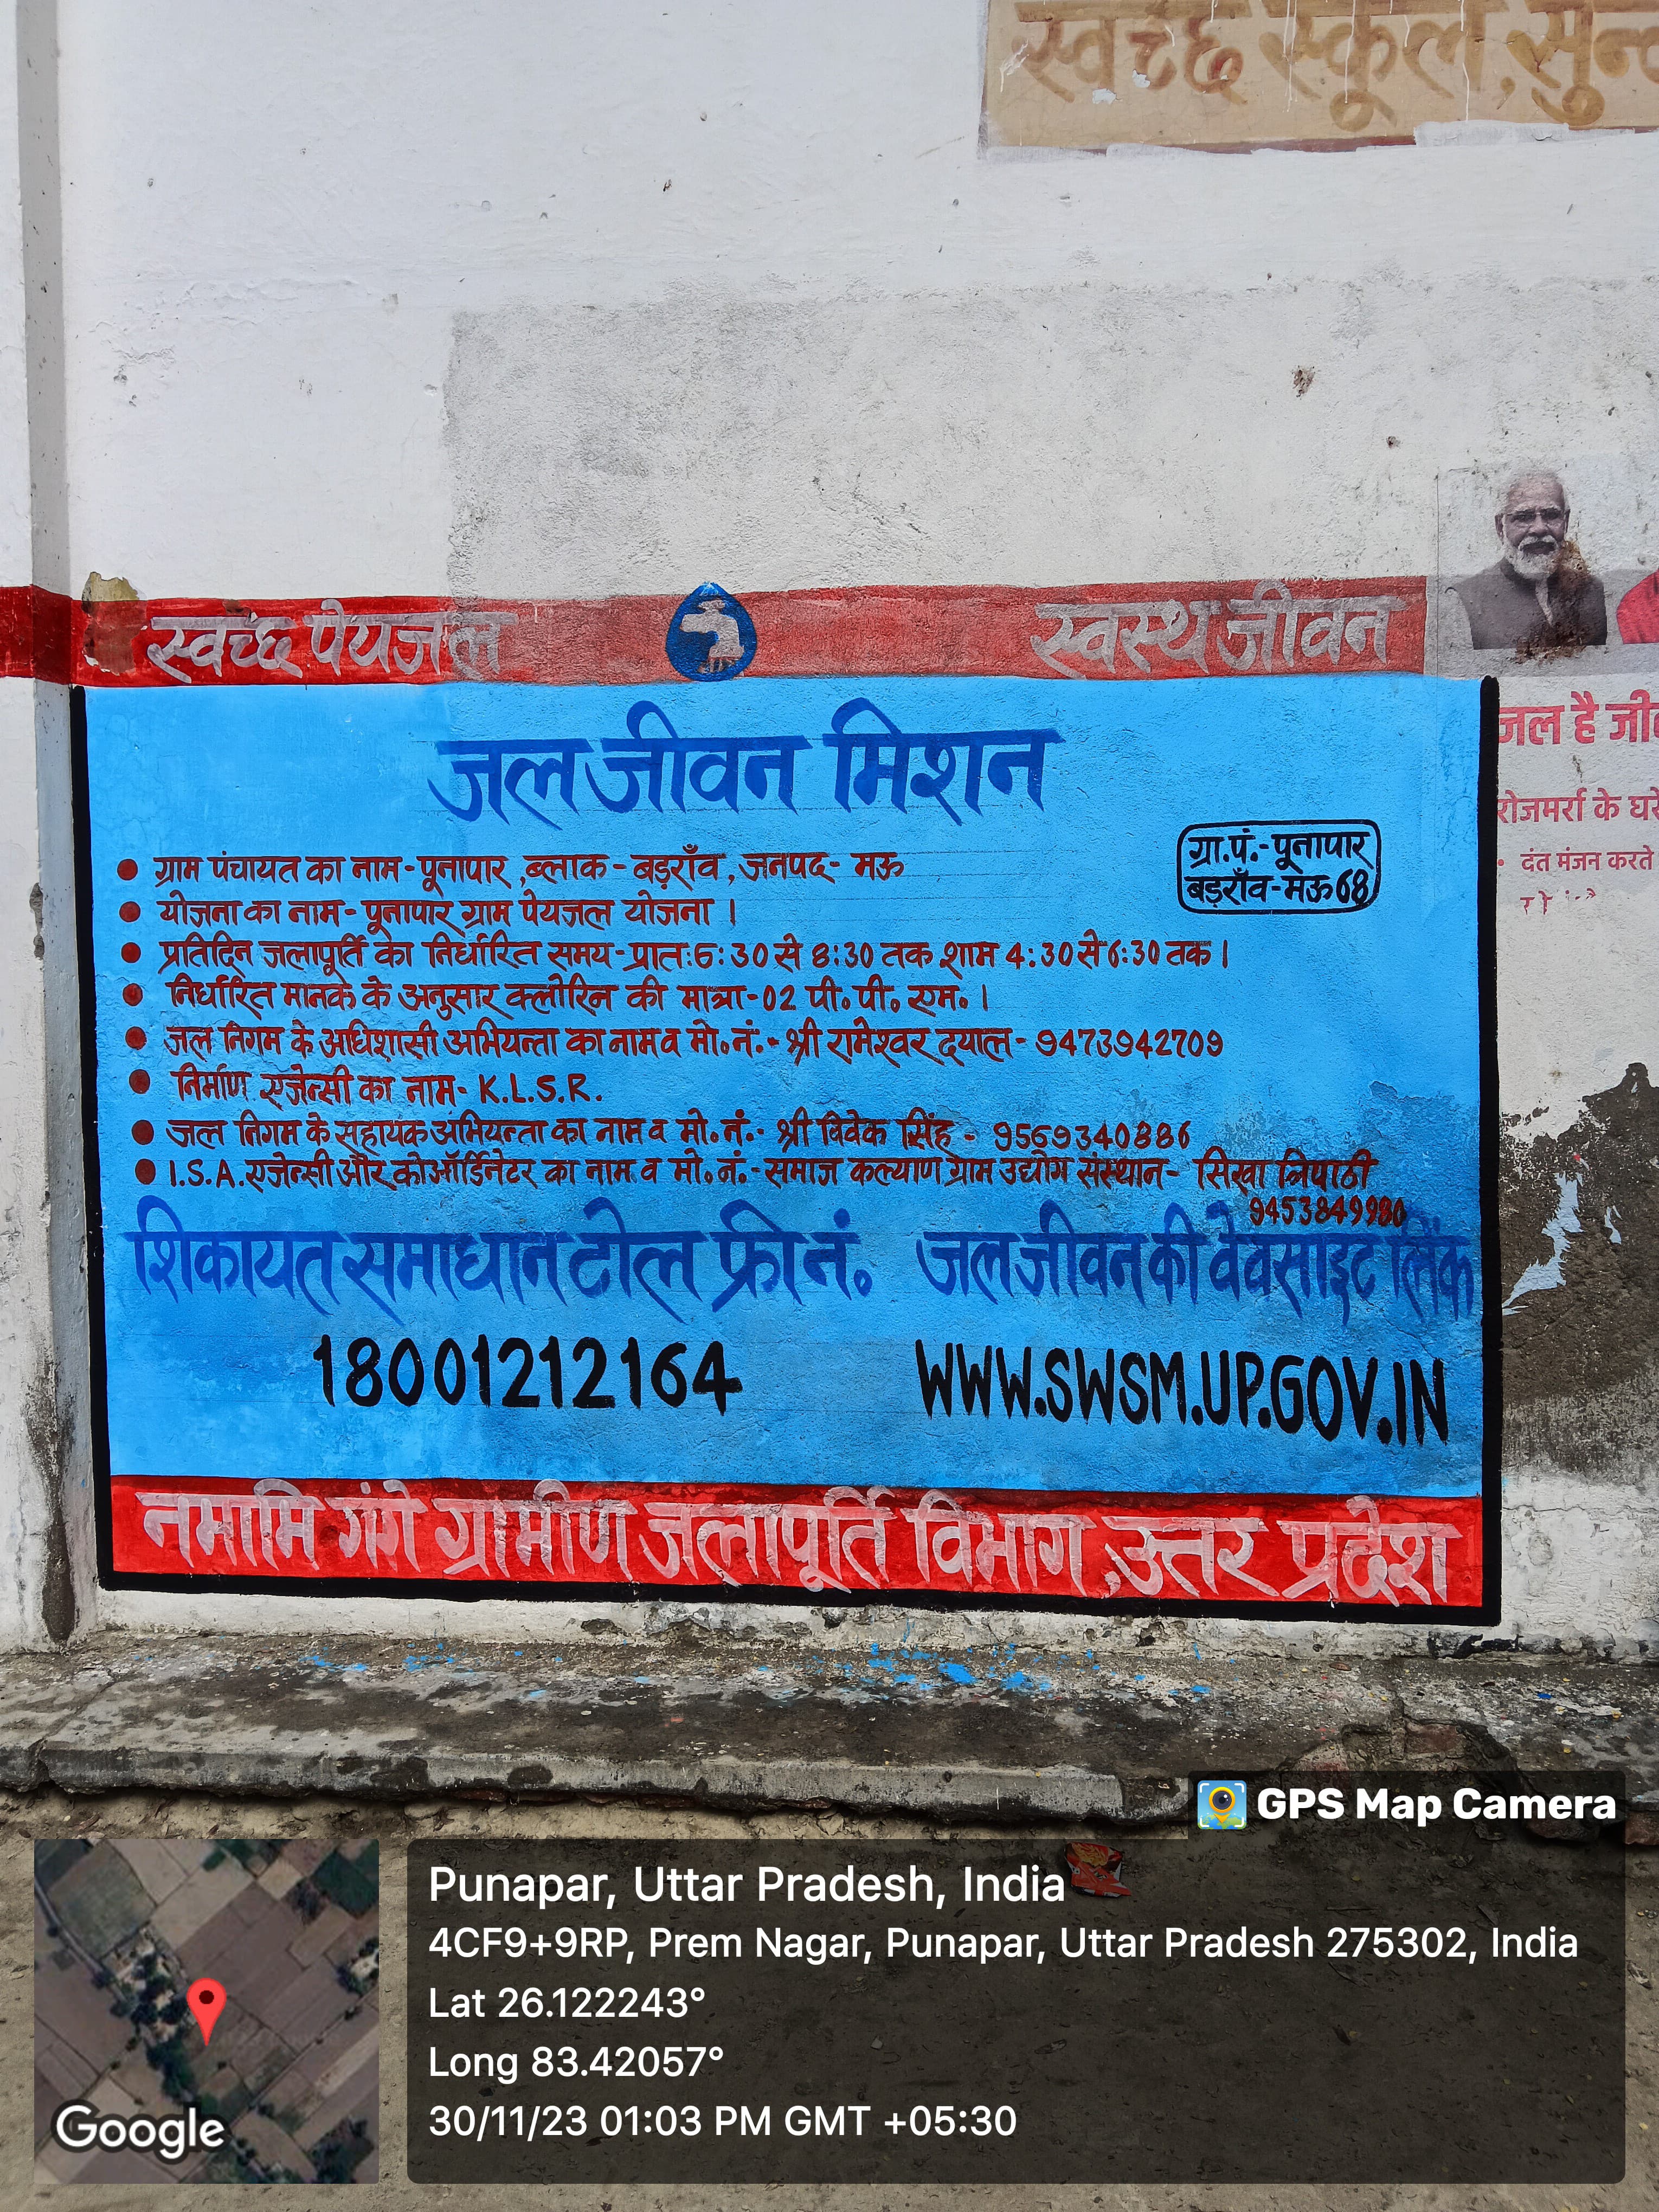 स्वच्छ स्कूल, सुन्द
स्वच्छ पेयजल
स्वस्थ जीवन
जल जीवन मिशन
ग्रा.पं.-पूनापार
बड़राँव-मऊ 68
• ग्राम पंचायत का नाम-पूनापार, ब्लाक-बड़राँव, जनपद-मऊ
• योजना का नाम-पूनापार ग्राम पेयजल योजना।
• प्रतिदिन जलापूर्ति का निर्धारित समय-प्रातः 6:30 से 8:30 तक शाम 4:30 से 6:30 तक।
• निर्धारित मानक के अनुसार क्लोरिन की मात्रा-02 पी॰ पी॰ एम॰।
• जल निगम के अधिशासी अभियन्ता का नाम व मो॰ नं.- श्री रामेश्वर दयाल- 9473942709
• निर्माण एजेन्सी का नाम- K.L.S.R.
• जल निगम के सहायक अभियन्ता का नाम व मो॰ नं.- श्री विवेक सिंह - 9569340886
• I.S.A. एजेन्सी और कोऑर्डिनेटर का नाम व मो॰ नं.- समाज कल्याण ग्राम उद्योग संस्थान- सिखा त्रिपाठी
9453849980
शिकायत समाधान टोल फ्री नं॰
जल जीवन की वेवसाइट लिंक
18001212164
WWW.SWSM.UP.GOV.IN
नमामि गंगे ग्रामीण जलापूर्ति विभाग, उत्तर प्रदेश
जल है जी
रोजमर्रा के घरे
• दंत मंजन करते
GPS Map Camera
Punapar, Uttar Pradesh, India
4CF9+9RP, Prem Nagar, Punapar, Uttar Pradesh 275302, India
Lat 26.122243°
Long 83.42057°
30/11/23 01:03 PM GMT +05:30
Google